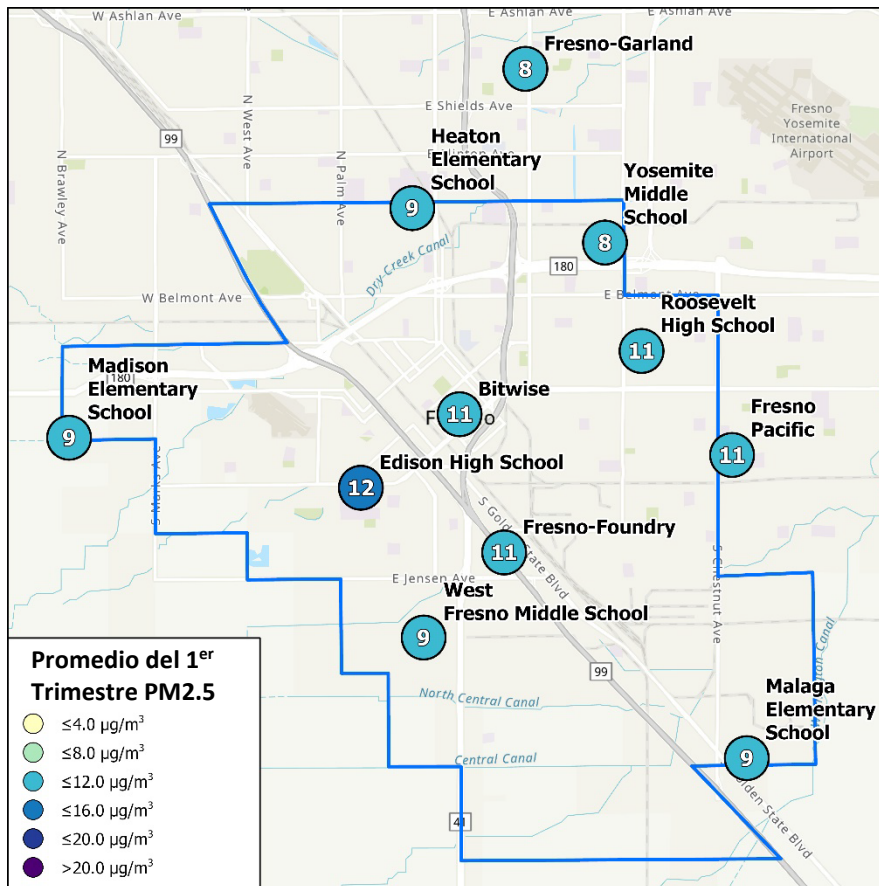 W Ashlan Ave
E Ashlan Ave
E Ashlan Ave
Fresno-Garland
8
N West Ave
E Shields Ave
Fresno
Yosemite
International
Airport
99
N Brawley Ave
N Palm Ave
Heaton
Elementary
School
9
Yosemite
Middle
School
8
Dry-Creek Canal
180
W Belmont Ave
E Belmont Ave
Roosevelt
High School
11
Madison
Elementary
School
180
9
Bitwise
11
Fresno
Pacific
11
Edison High School
12
S Golden State Blvd
Fresno-Foundry
11
E Jensen Ave
S Chestnut Ave
West
Fresno Middle School
9
99
North Central Canal
Central Canal
Malaga
Elementary
School
9
Golden State Blvd
41
Promedio del 1er
Trimestre PM2.5
≤4.0 µg/m³
≤8.0 µg/m³
≤12.0 µg/m³
≤16.0 µg/m³
≤20.0 µg/m³
>20.0 µg/m³